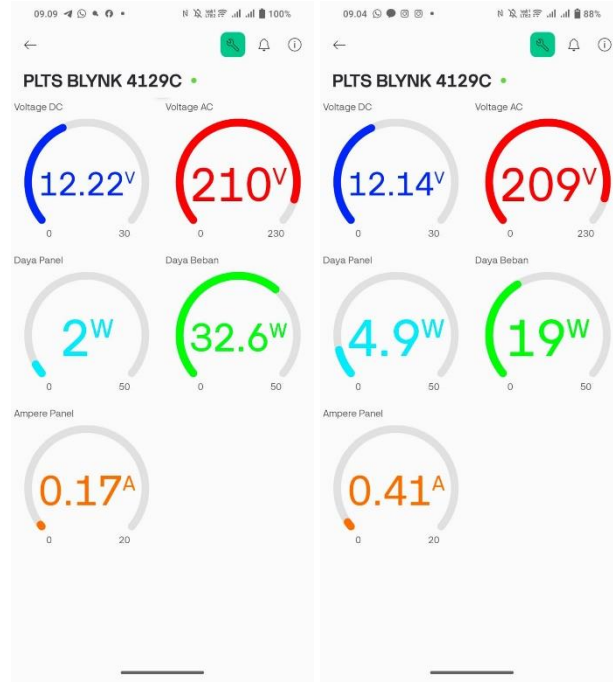 09.09
100%
PLTS BLYNK 4129C
Voltage DC
Voltage AC
12.22V
210V
0 30
0 230
Daya Panel
Daya Beban
2W
32.6W
0 50
0 50
Ampere Panel
0.17A
0 20
09.04
88%
PLTS BLYNK 4129C
Voltage DC
Voltage AC
12.14V
209V
0 30
0 230
Daya Panel
Daya Beban
4.9W
19W
0 50
0 50
Ampere Panel
0.41A
0 20